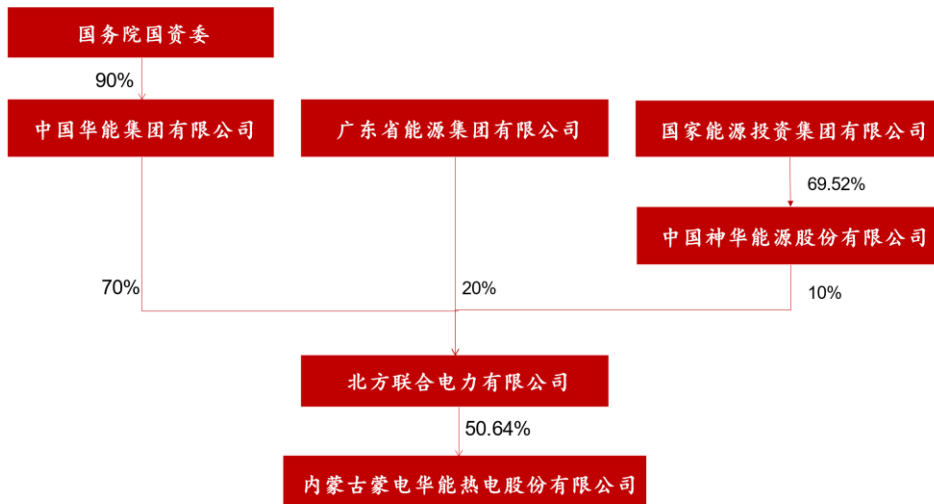 国务院国资委
90%
中国华能集团有限公司
广东省能源集团有限公司
国家能源投资集团有限公司
69.52%
中国神华能源股份有限公司
70%
20%
10%
北方联合电力有限公司
50.64%
内蒙古蒙电华能热电股份有限公司